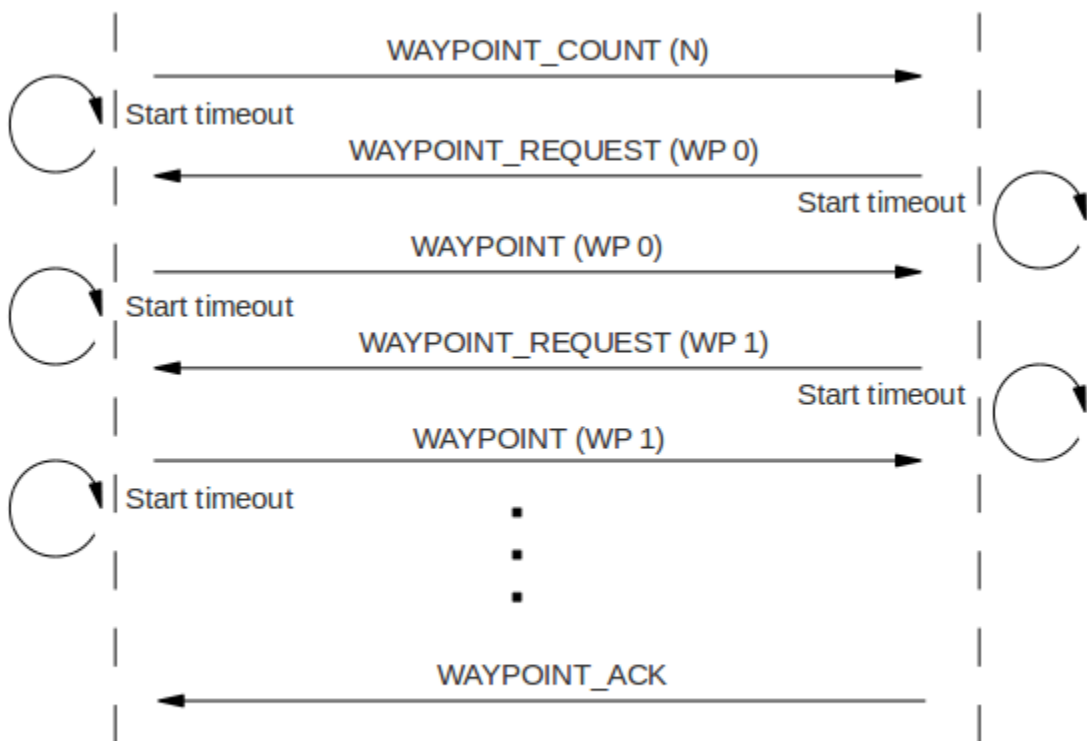 WAYPOINT_COUNT (N)
Start timeout
WAYPOINT_REQUEST (WP 0)
Start timeout
WAYPOINT (WP 0)
Start timeout
WAYPOINT_REQUEST (WP 1)
Start timeout
WAYPOINT (WP 1)
Start timeout
WAYPOINT_ACK